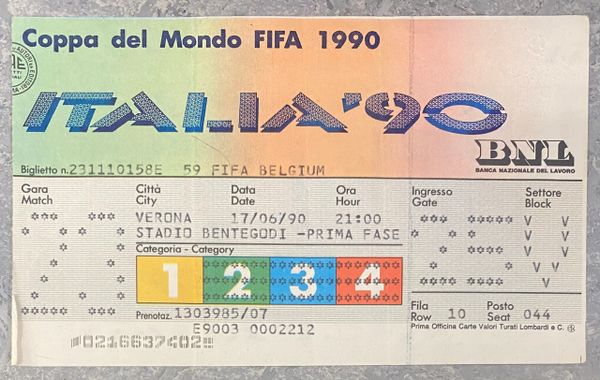 Coppa del Mondo FIFA 1990
ITALIA'90
BNL
BANCA NAZIONALE DEL LAVORO
Biglietto n. 231110158E 59 FIFA BELGIUM
Gara Città Data Ora Ingresso Settore
Match City Date Hour Gate Block
VERONA 17/06/90 21:00
STADIO BENTEGODI -PRIMA FASE
Categoria - Category
1 2 3 4
Prenotaz. 1303985/07
E9003 0002212
Fila Posto
Row 10 Seat 044
Prima Officina Carte Valori Turati Lombardi e C.
0216637402